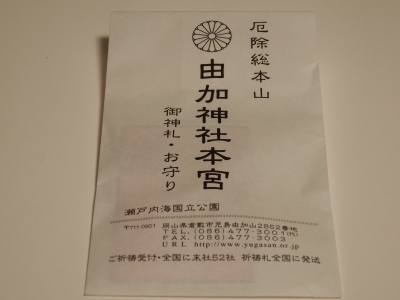 厄除総本山
由加神社本宮
御神札・お守り
瀬戸内海国立公園
〒711-0901 岡山県倉敷市児島由加山2852番地
TEL.(086)477-3001(代)
FAX.(086)477-3003
URL http://www.yugasan.or.jp
ご祈祷受付・全国に末社52社 祈祷札全国に発送